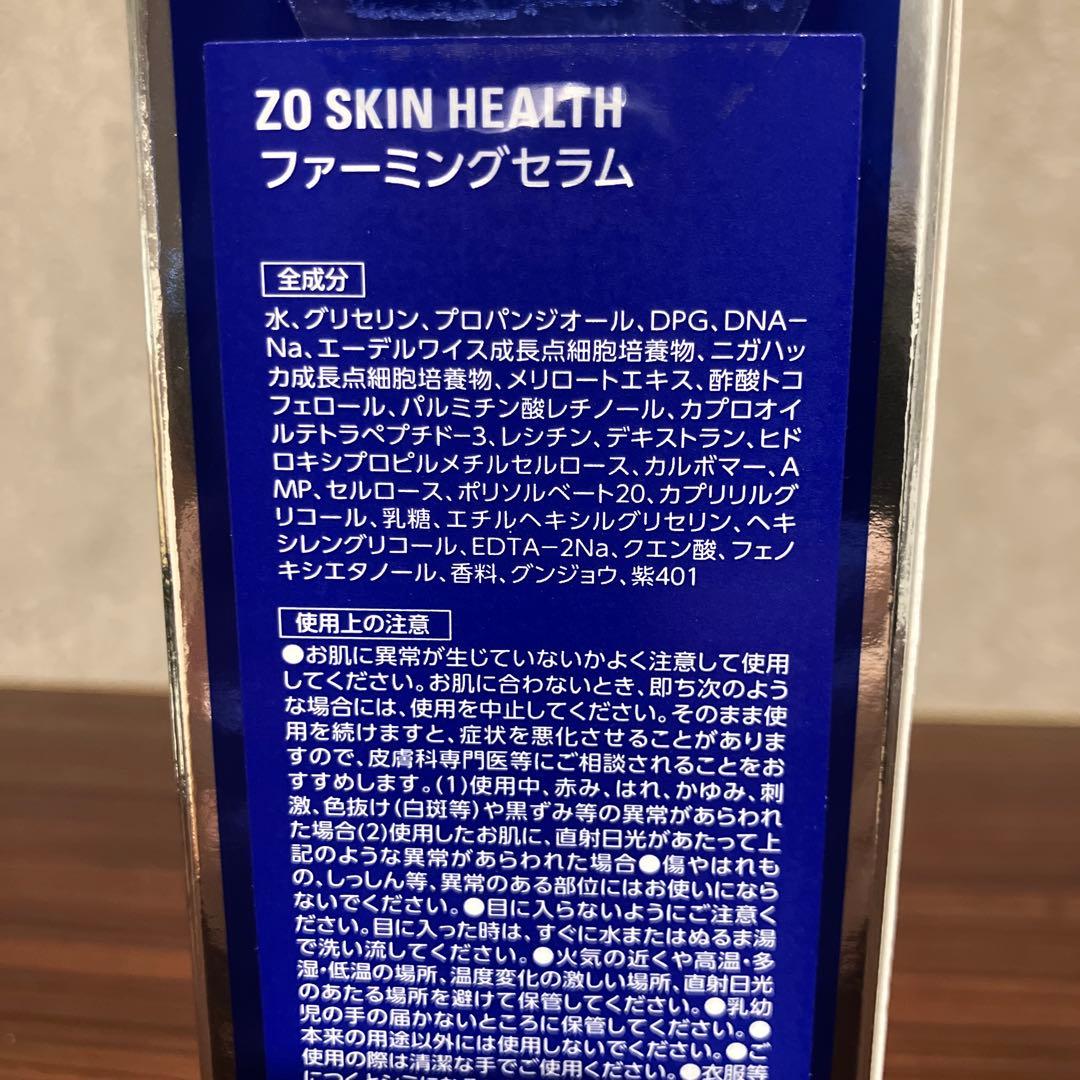 ZO SKIN HEALTH
ファーミングセラム
全成分
水、グリセリン、プロパンジオール、DPG、DNA-
Na、エーデルワイス成長点細胞培養物、ニガハッ
カ成長点細胞培養物、メリロートエキス、酢酸トコ
フェロール、パルミチン酸レチノール、カプロオイ
ルテトラペプチド-3、レシチン、デキストラン、ヒド
ロキシプロピルメチルセルロース、カルボマー、A
MP、セルロース、ポリソルベート20、カプリリルグ
リコール、乳糖、エチルヘキシルグリセリン、ヘキ
シレングリコール、EDTA-2Na、クエン酸、フェノ
キシエタノール、香料、グンジョウ、紫401
使用上の注意
●お肌に異常が生じていないかよく注意して使用
してください。お肌に合わないとき、即ち次のよう
な場合には、使用を中止してください。そのまま使
用を続けますと、症状を悪化させることがありま
すので、皮膚科専門医等にご相談されることをお
すすめします。(1)使用中、赤み、はれ、かゆみ、刺
激、色抜け(白斑等)や黒ずみ等の異常があらわれ
た場合(2)使用したお肌に、直射日光があたって上
記のような異常があらわれた場合●傷やはれも
の、しっしん等、異常のある部位にはお使いになら
ないでください。●目に入らないようにご注意く
ださい。目に入った時は、すぐに水またはぬるま湯
で洗い流してください。●火気の近くや高温・多
湿・低温の場所、温度変化の激しい場所、直射日光
のあたる場所を避けて保管してください。●乳幼
児の手の届かないところに保管してください。●
本来の用途以外には使用しないでください。●ご
使用の際は清潔な手でご使用ください。●衣服等